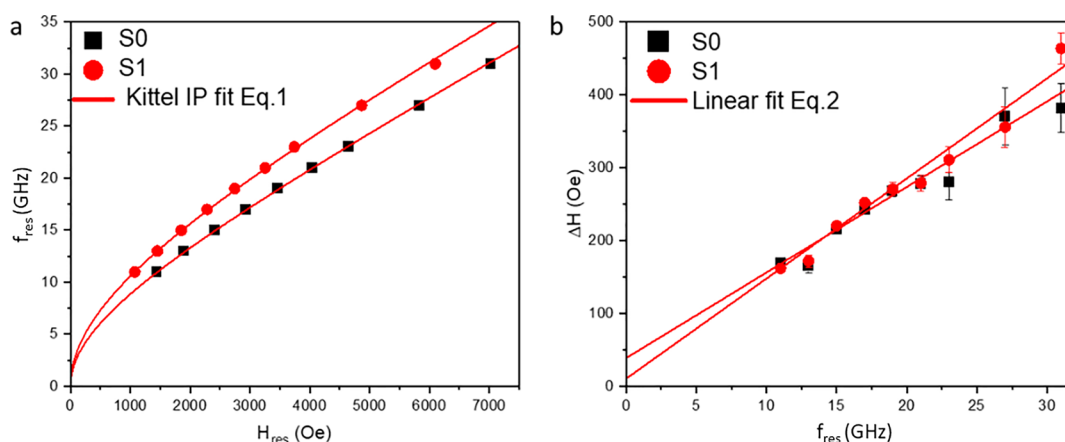 a
S0
S1
Kittel IP fit Eq.1
35
30
25
20
15
10
5
0
f_res (GHz)
0 1000 2000 3000 4000 5000 6000 7000
H_res (Oe)
b
S0
S1
Linear fit Eq.2
500
400
300
200
100
0
ΔH (Oe)
0 5 10 15 20 25 30
f_res (GHz)